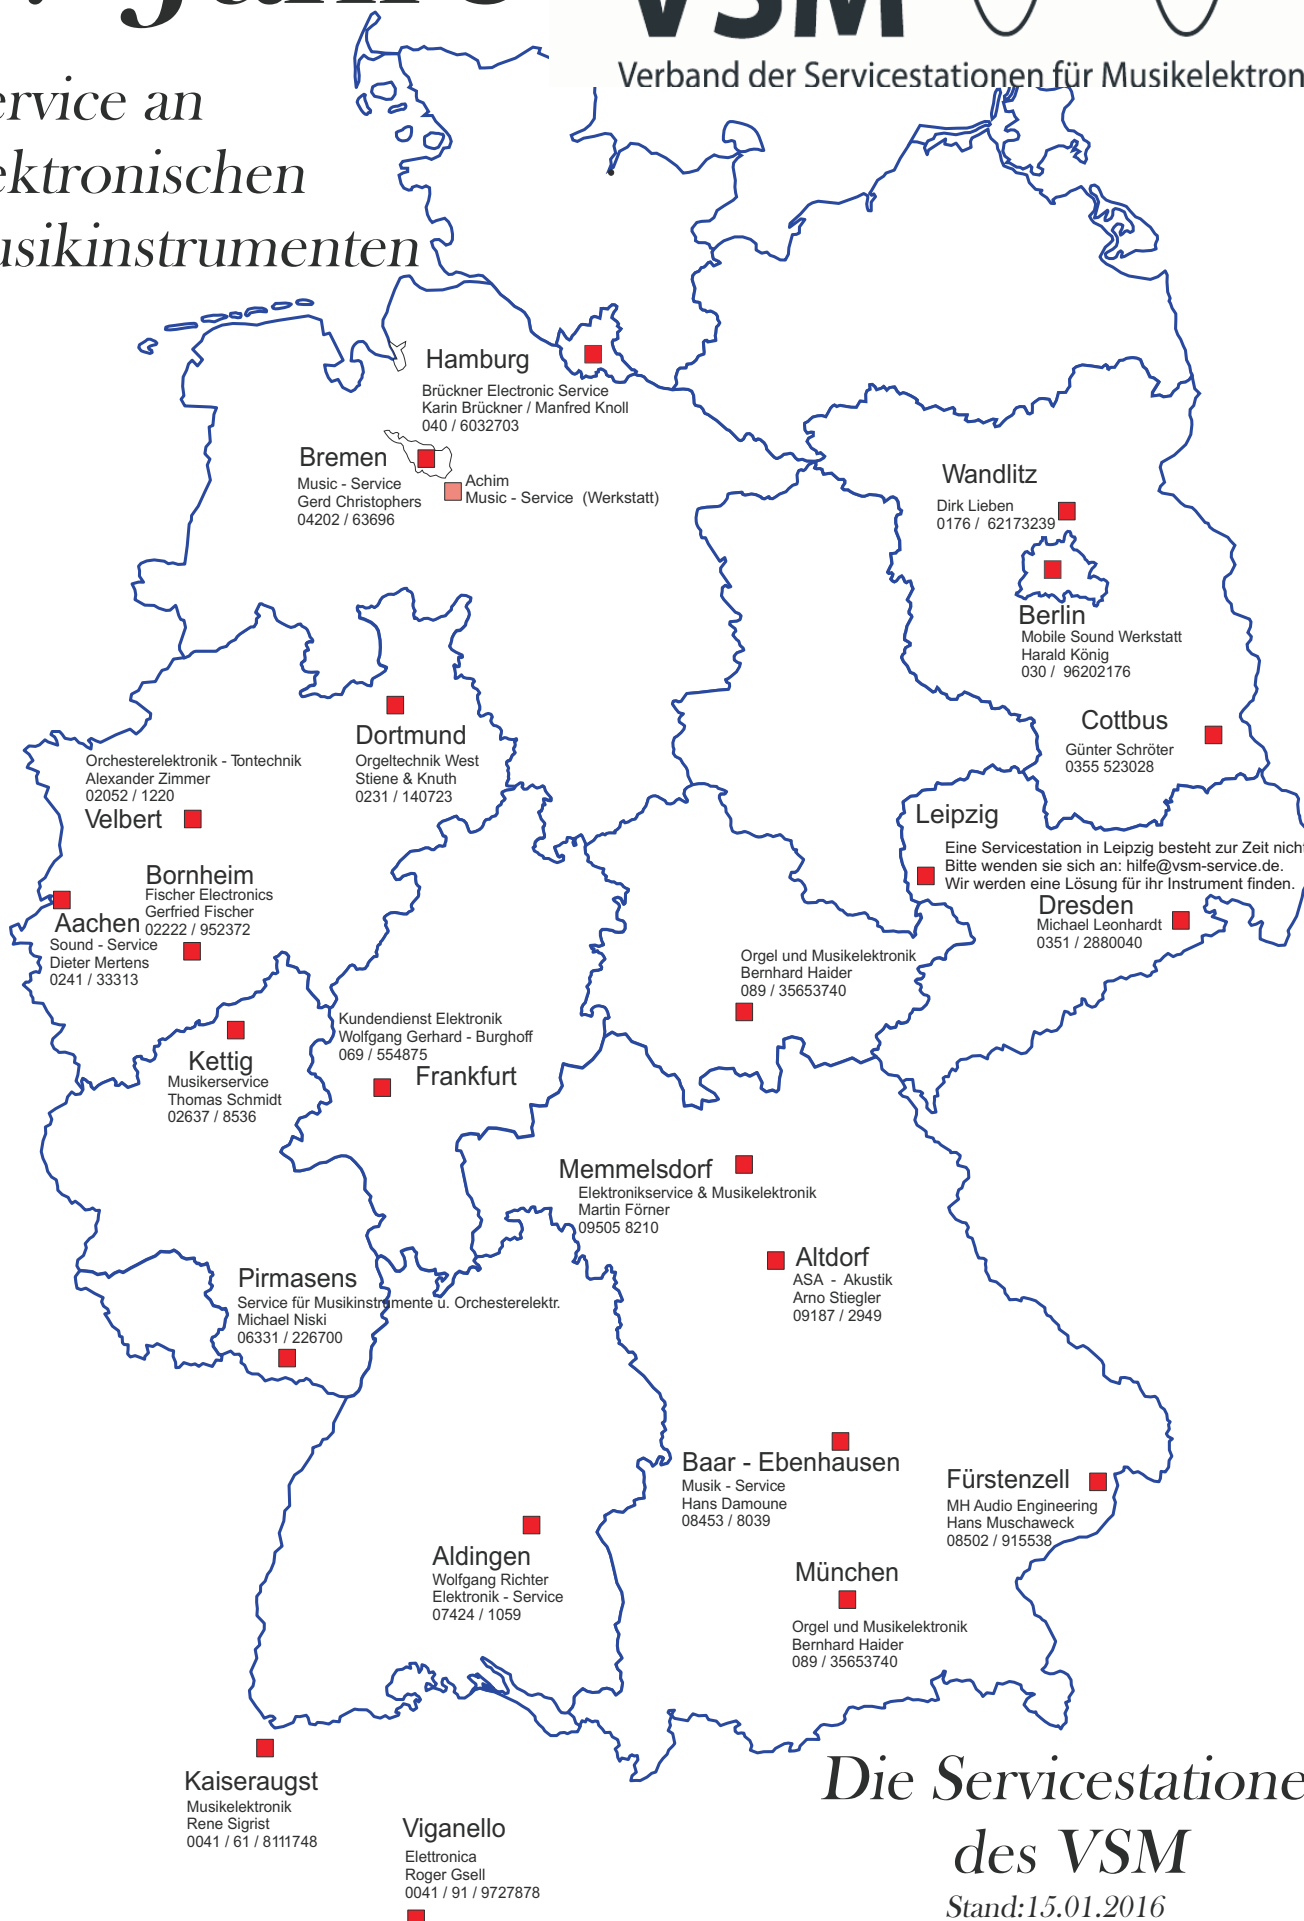 Jahre
VSM
Verband der Servicestationen für Musikelektron
ervice an
ektronischen
usikinstrumenten
Hamburg
Brückner Electronic Service
Karin Brückner / Manfred Knoll
040 / 6032703
Bremen
Music - Service
Gerd Christophers
04202 / 63696
Achim
Music - Service (Werkstatt)
Wandlitz
Dirk Lieben
0176 / 62173239
Berlin
Mobile Sound Werkstatt
Harald König
030 / 96202176
Dortmund
Orgeltechnik West
Stiene & Knuth
0231 / 140723
Cottbus
Günter Schröter
0355 523028
Orchesterelektronik - Tontechnik
Alexander Zimmer
02052 / 1220
Velbert
Leipzig
Eine Servicestation in Leipzig besteht zur Zeit nicht
Bitte wenden sie sich an: hilfe@vsm-service.de.
Wir werden eine Lösung für ihr Instrument finden.
Bornheim
Fischer Electronics
Gerfried Fischer
02222 / 952372
Aachen
Sound - Service
Dieter Mertens
0241 / 33313
Dresden
Michael Leonhardt
0351 / 2880040
Orgel und Musikelektronik
Bernhard Haider
089 / 35653740
Kundendienst Elektronik
Wolfgang Gerhard - Burghoff
069 / 554875
Frankfurt
Kettig
Musikerservice
Thomas Schmidt
02637 / 8536
Memmelsdorf
Elektronikservice & Musikelektronik
Martin Förner
09505 8210
Altdorf
ASA - Akustik
Arno Stiegler
09187 / 2949
Pirmasens
Service für Musikinstrumente u. Orchesterelektr.
Michael Niski
06331 / 226700
Baar - Ebenhausen
Musik - Service
Hans Damoune
08453 / 8039
Fürstenzell
MH Audio Engineering
Hans Muschaweck
08502 / 915538
Aldingen
Wolfgang Richter
Elektronik - Service
07424 / 1059
München
Orgel und Musikelektronik
Bernhard Haider
089 / 35653740
Kaiseraugst
Musikelektronik
Rene Sigrist
0041 / 61 / 8111748
Viganello
Elettronica
Roger Gsell
0041 / 91 / 9727878
Die Servicestatione
des VSM
Stand:15.01.2016